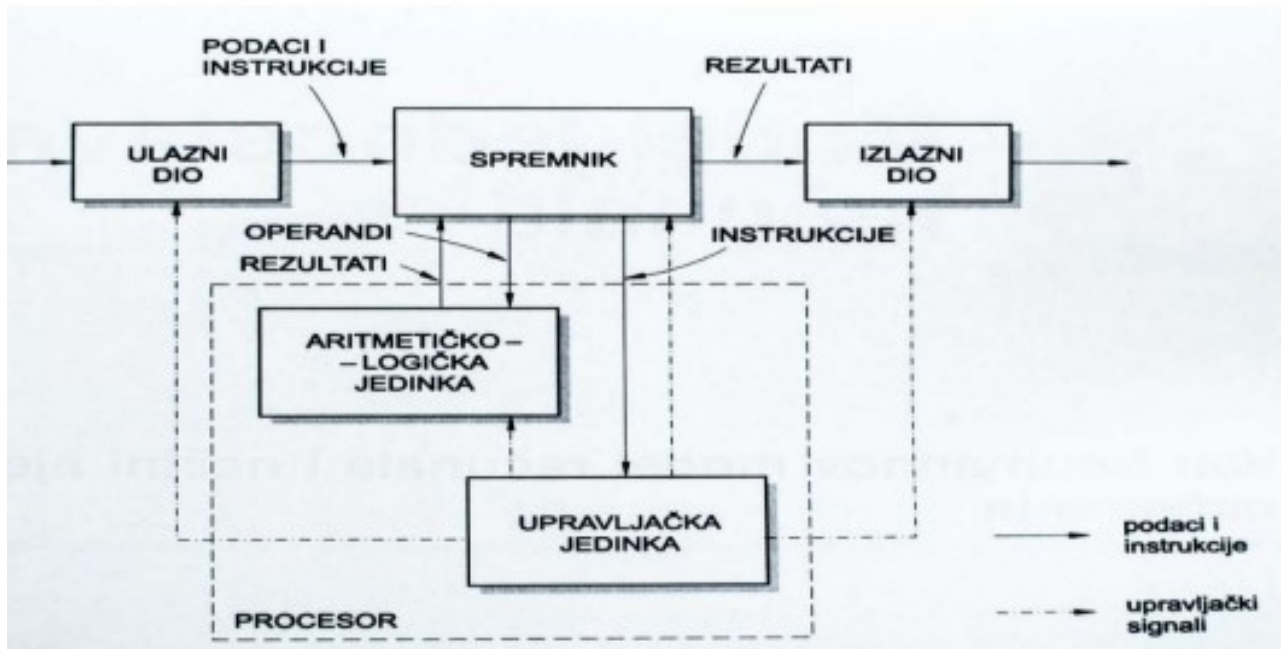 PODACI I
INSTRUKCIJE
REZULTATI
ULAZNI
DIO
SPREMNIK
IZLAZNI
DIO
OPERANDI
REZULTATI
INSTRUKCIJE
ARITMETIČKO –
– LOGIČKA
JEDINKA
UPRAVLJAČKA
JEDINKA
PROCESOR
podaci i
instrukcije
upravljački
signali